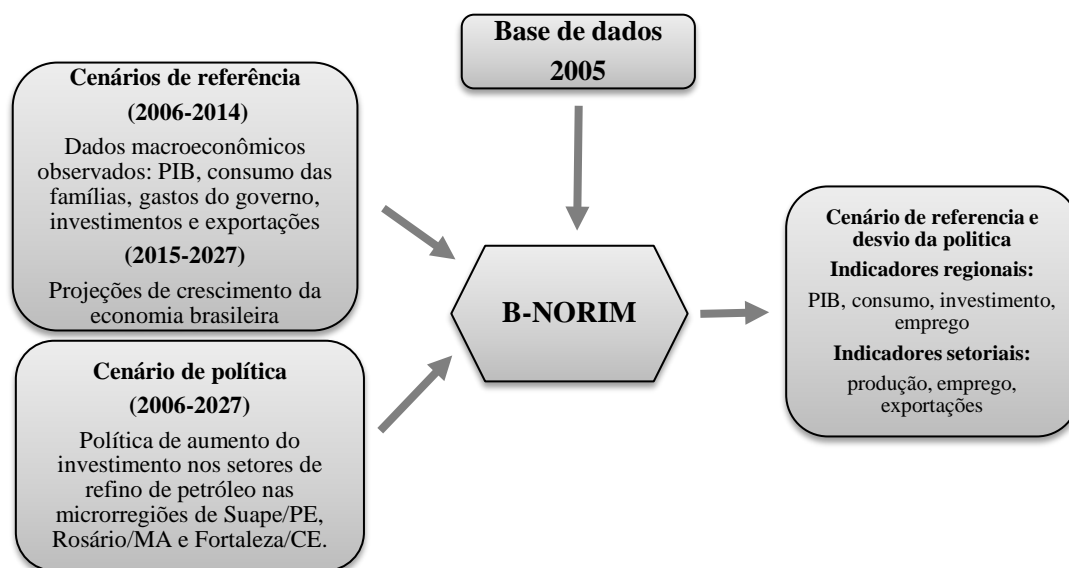 Base de dados
2005
Cenários de referência
(2006-2014)
Dados macroeconômicos
observados: PIB, consumo das
famílias, gastos do governo,
investimentos e exportações
(2015-2027)
Projeções de crescimento da
economia brasileira
Cenário de política
(2006-2027)
Política de aumento do
investimento nos setores de
refino de petróleo nas
microrregiões de Suape/PE,
Rosário/MA e Fortaleza/CE.
B-NORIM
Cenário de referencia e
desvio da politica
Indicadores regionais:
PIB, consumo, investimento,
emprego
Indicadores setoriais:
produção, emprego,
exportações